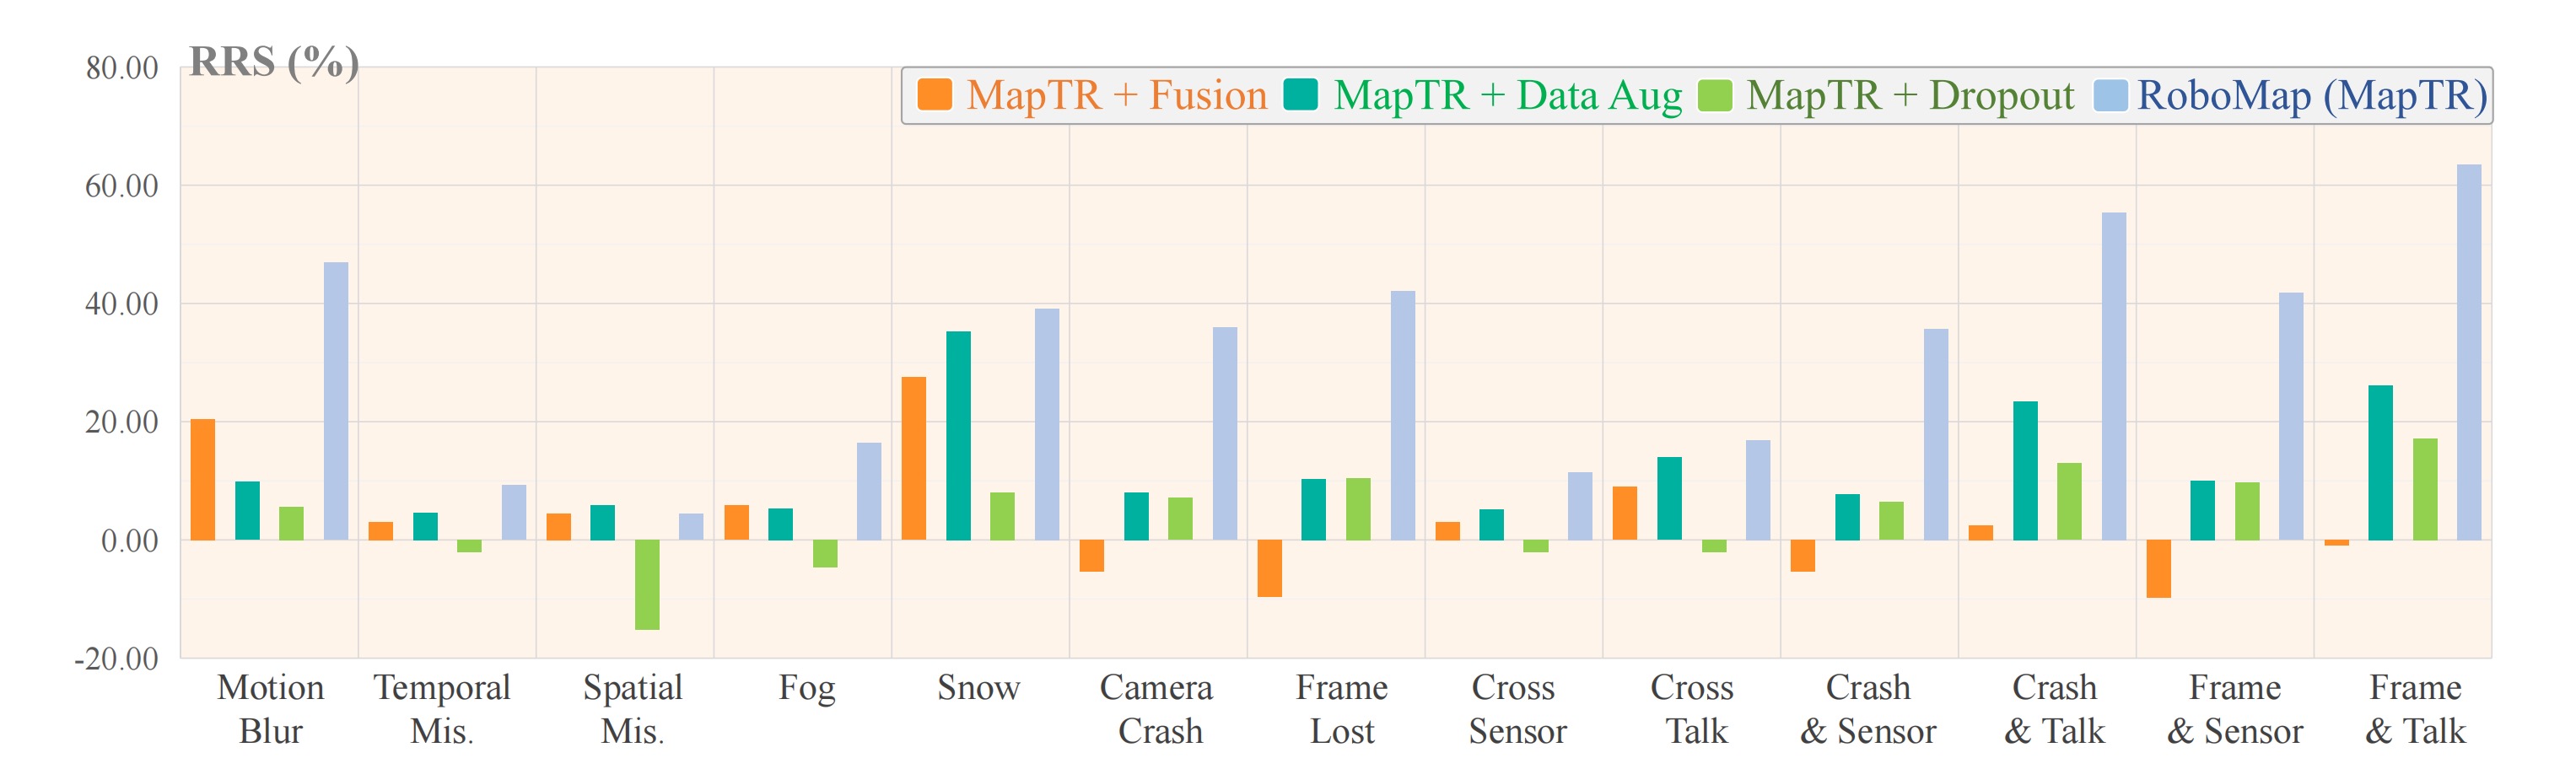 RRS (%)
MapTR + Fusion MapTR + Data Aug MapTR + Dropout RoboMap (MapTR)
80.00
60.00
40.00
20.00
0.00
-20.00
Motion Blur
Temporal Mis.
Spatial Mis.
Fog
Snow
Camera Crash
Frame Lost
Cross Sensor
Cross Talk
Crash & Sensor
Crash & Talk
Frame & Sensor
Frame & Talk